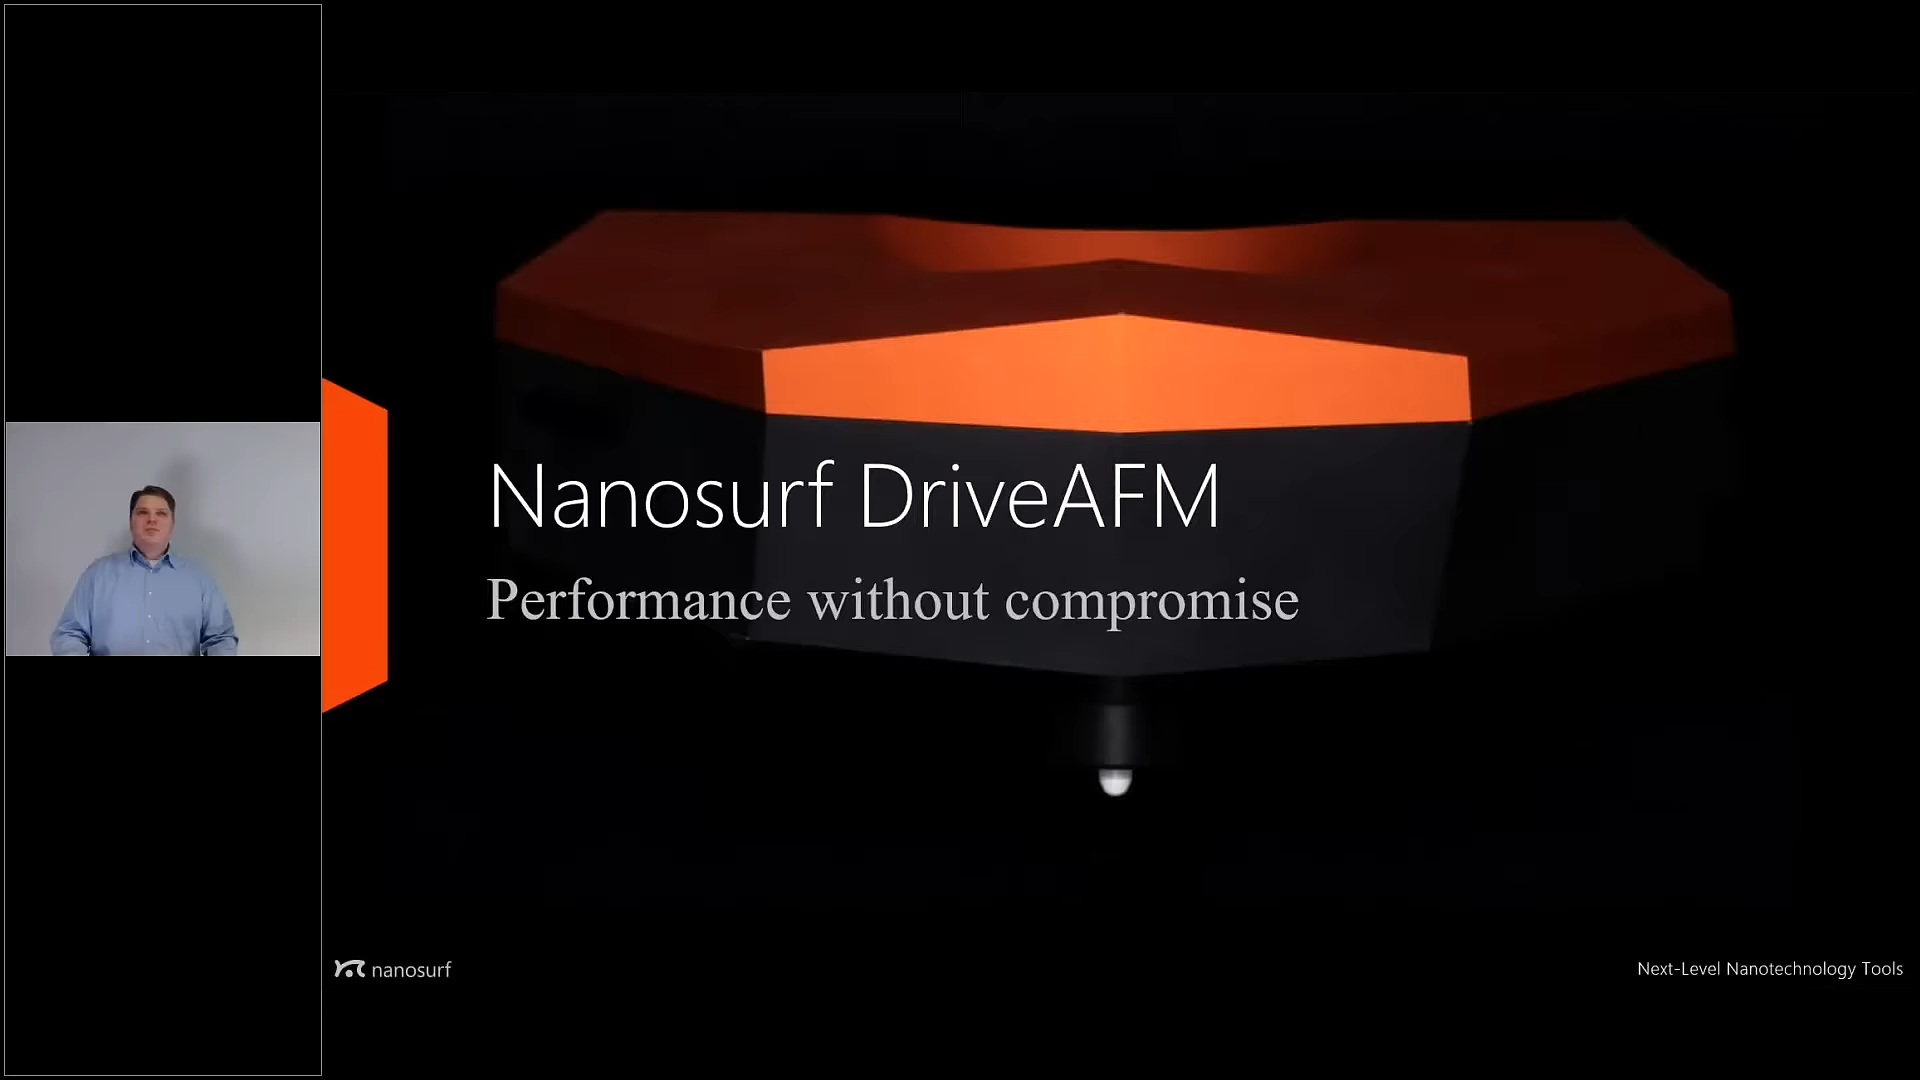 Nanosurf DriveAFM
Performance without compromise
nanosurf
Next-Level Nanotechnology Tools